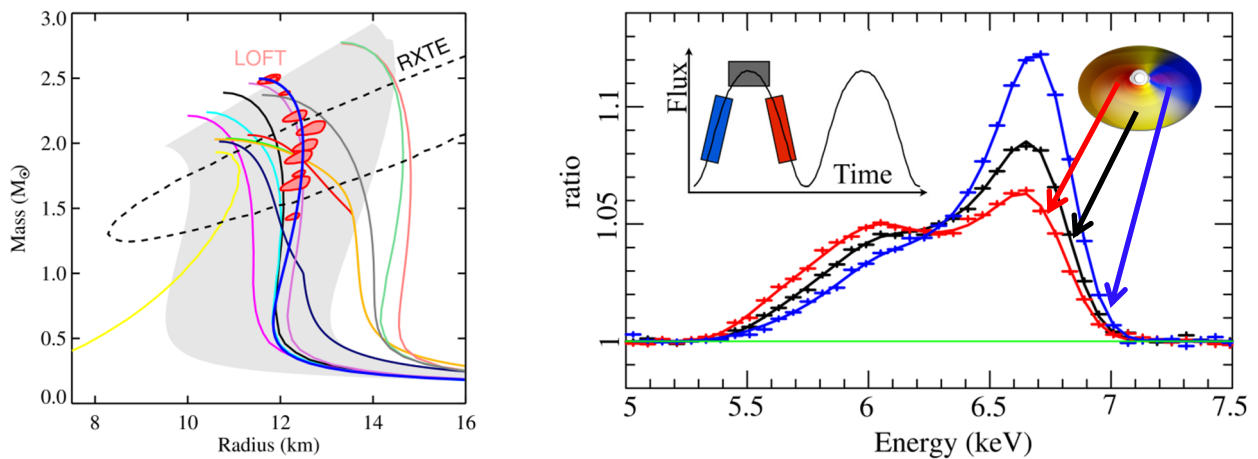 3.0
2.5
2.0
1.5
1.0
0.5
0.0
Mass (M☉)
8
10
12
14
16
Radius (km)
LOFT
RXTE
1.1
1.05
1
ratio
5
5.5
6
6.5
7
7.5
Energy (keV)
Flux
Time